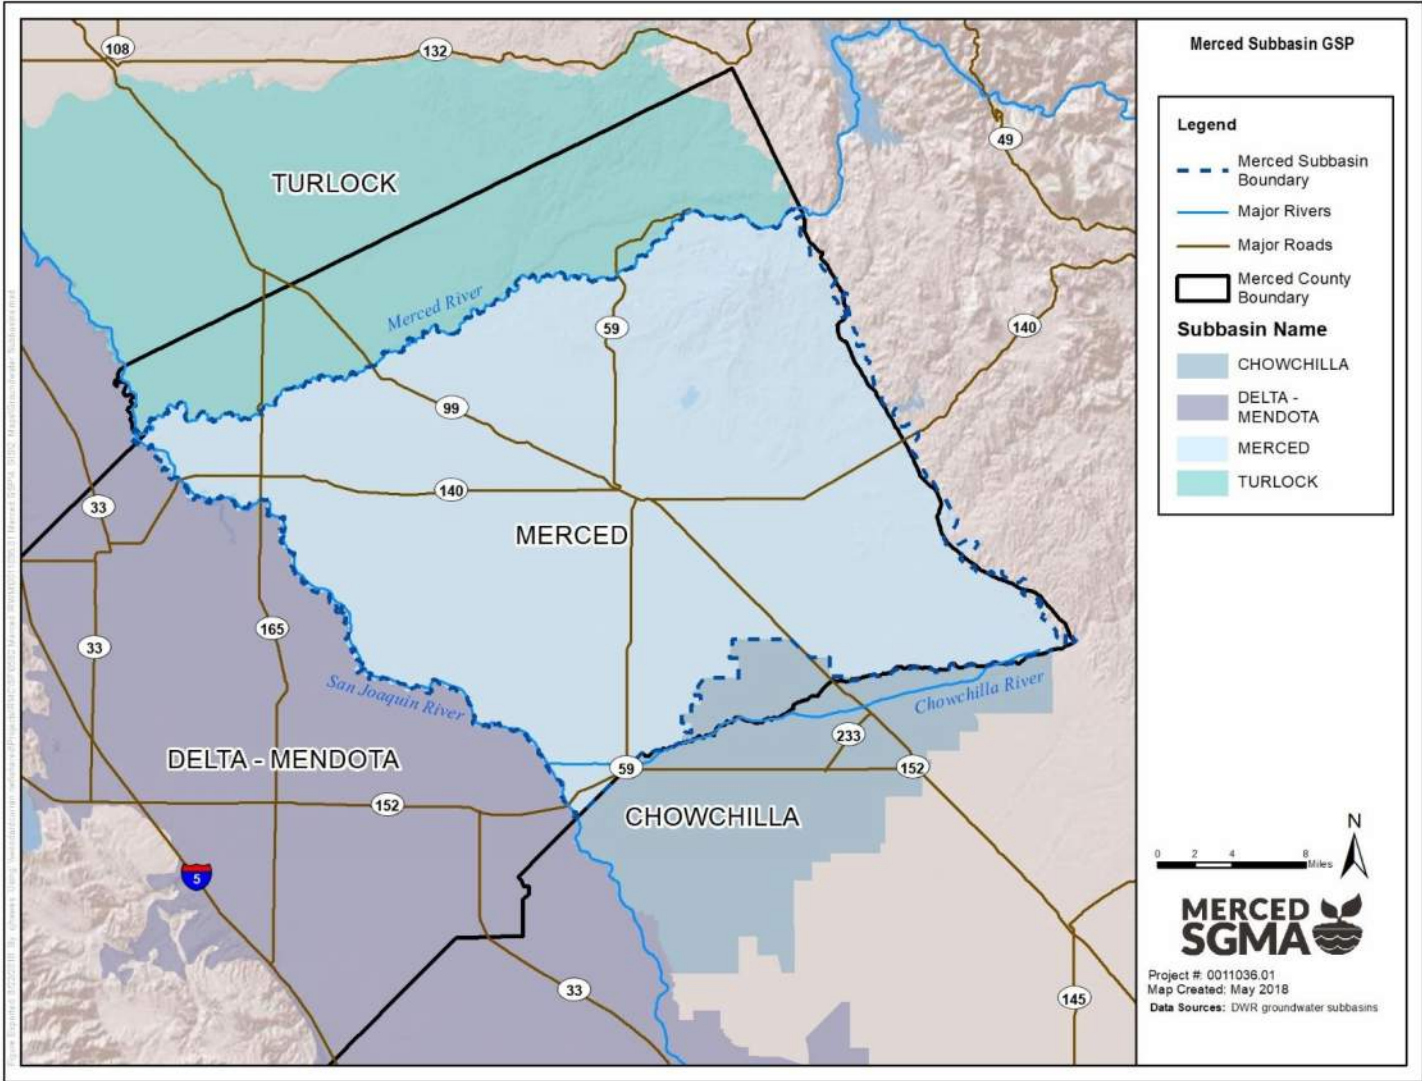 Merced Subbasin GSP
Legend
Merced Subbasin
Boundary
Major Rivers
Major Roads
Merced County
Boundary
Subbasin Name
CHOWCHILLA
DELTA -
MENDOTA
MERCED
TURLOCK
108
132
49
TURLOCK
Merced River
59
140
99
33
140
MERCED
165
33
San Joaquin River
Chowchilla River
233
DELTA - MENDOTA
59
152
152
CHOWCHILLA
5
33
145
N
0 2 4 8
Miles
MERCED
SGMA
Project #: 0011036.01
Map Created: May 2018
Data Sources: DWR groundwater subbasins